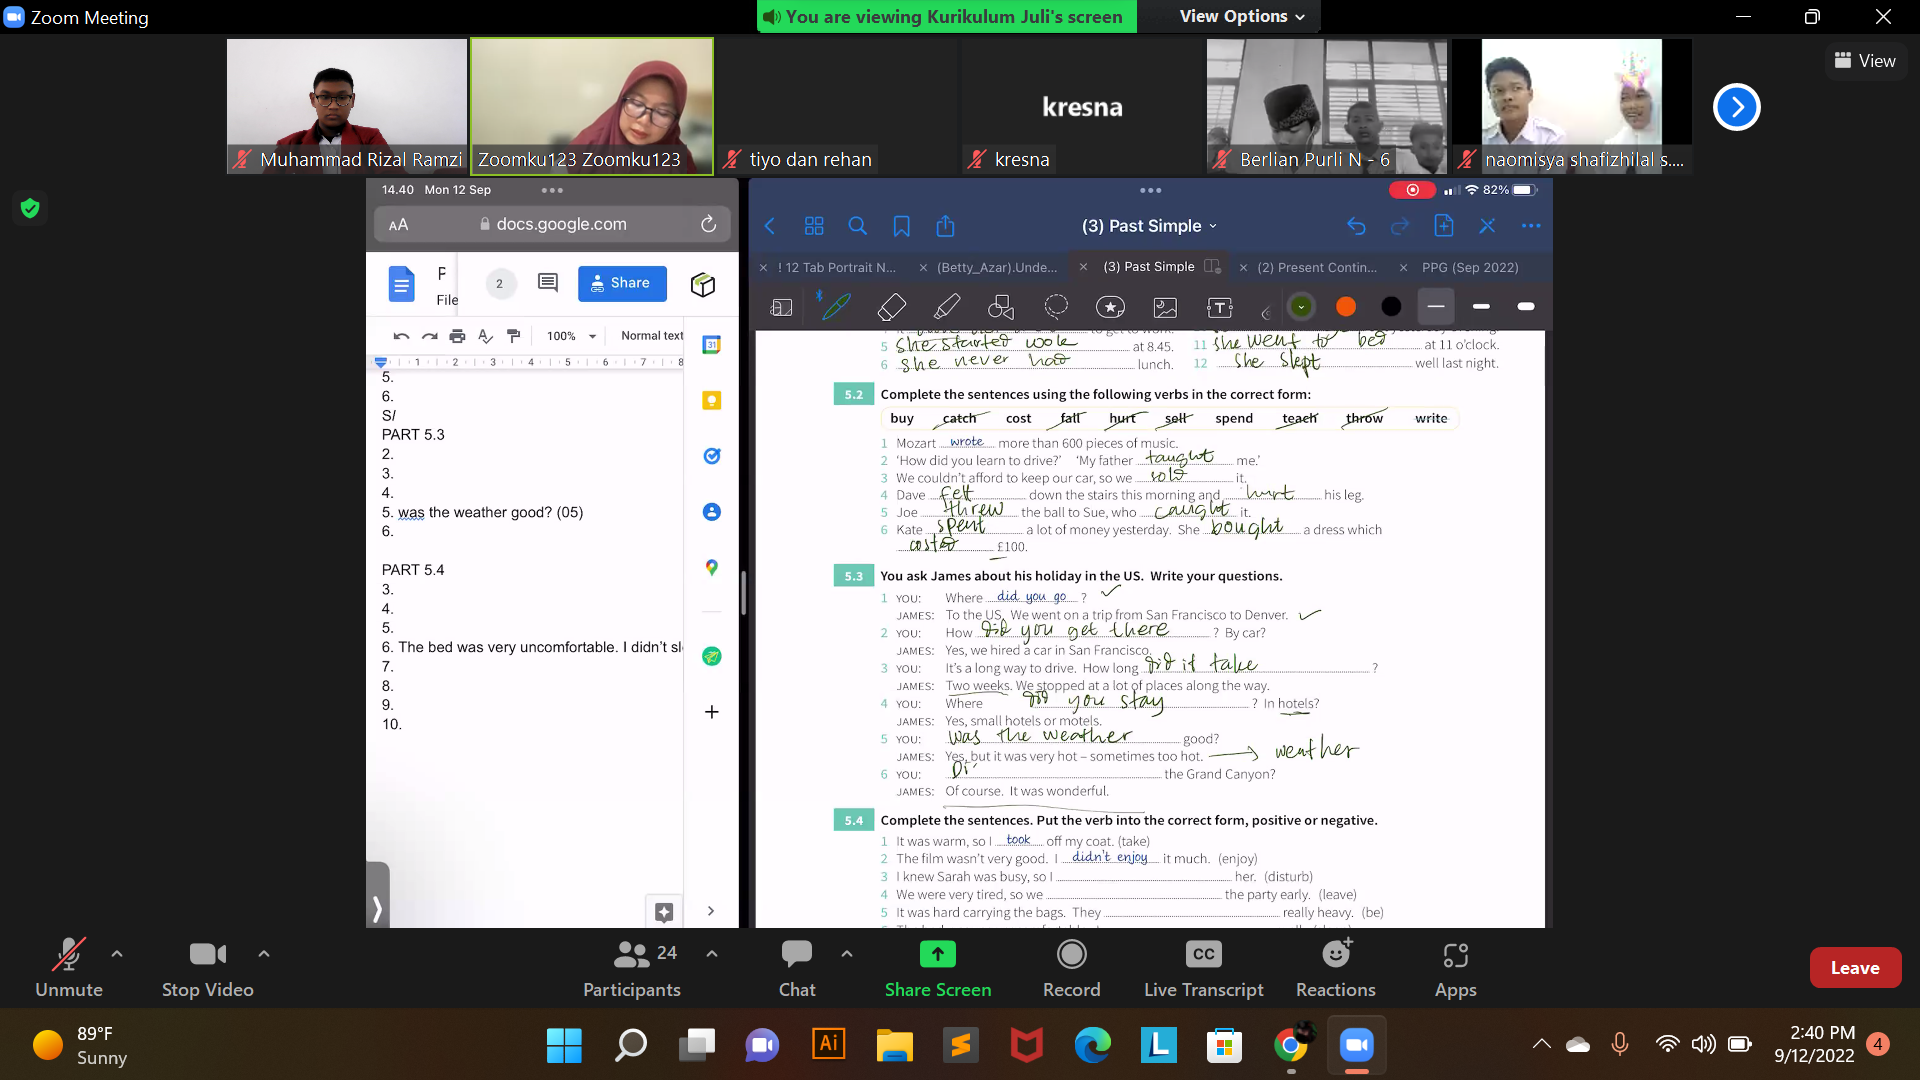 Zoom Meeting
You are viewing Kurikulum Juli's screen
View Options
View
Muhammad Rizal Ramzi
Zoomku123 Zoomku123
tiyo dan rehan
kresna
kresna
Berlian Purli N - 6
naomisya shafizhilal s....
14.40 Mon 12 Sep
AA docs.google.com
F
File
2
Share
100%
Normal text
1 2 3 4 5 6 7 8
5.
6.
S/
PART 5.3
2.
3.
4.
5. was the weather good? (05)
6.
PART 5.4
3.
4.
5.
6. The bed was very uncomfortable. I didn't sl
7.
8.
9.
10.
31
82%
(3) Past Simple
! 12 Tab Portrait N...
(Betty_Azar).Unde...
(3) Past Simple
(2) Present Contin...
PPG (Sep 2022)
to get to work.
5 she started work at 8.45.
6 she never had lunch.
11 she went to bed at 11 o'clock.
12 she slept well last night.
5.2 Complete the sentences using the following verbs in the correct form:
buy catch cost fall hurt sell spend teach throw write
1 Mozart wrote more than 600 pieces of music.
2 'How did you learn to drive?' 'My father taught me.'
3 We couldn't afford to keep our car, so we sold it.
4 Dave fell down the stairs this morning and hurt his leg.
5 Joe threw the ball to Sue, who caught it.
6 Kate spent a lot of money yesterday. She bought a dress which
costed £100.
5.3 You ask James about his holiday in the US. Write your questions.
1 YOU: Where did you go ?
JAMES: To the US. We went on a trip from San Francisco to Denver.
2 YOU: How did you get there ? By car?
JAMES: Yes, we hired a car in San Francisco.
3 YOU: It's a long way to drive. How long did it take ?
JAMES: Two weeks. We stopped at a lot of places along the way.
4 YOU: Where did you stay ? In hotels?
JAMES: Yes, small hotels or motels.
5 YOU: Was the weather good?
JAMES: Yes, but it was very hot – sometimes too hot. weather
6 YOU: Di the Grand Canyon?
JAMES: Of course. It was wonderful.
5.4 Complete the sentences. Put the verb into the correct form, positive or negative.
1 It was warm, so I took off my coat. (take)
2 The film wasn't very good. I didn't enjoy it much. (enjoy)
3 I knew Sarah was busy, so I her. (disturb)
4 We were very tired, so we the party early. (leave)
5 It was hard carrying the bags. They really heavy. (be)
Unmute
Stop Video
24
Participants
Chat
Share Screen
Record
CC
Live Transcript
Reactions
Apps
Leave
89°F
Sunny
Ai
L
2:40 PM
9/12/2022
4